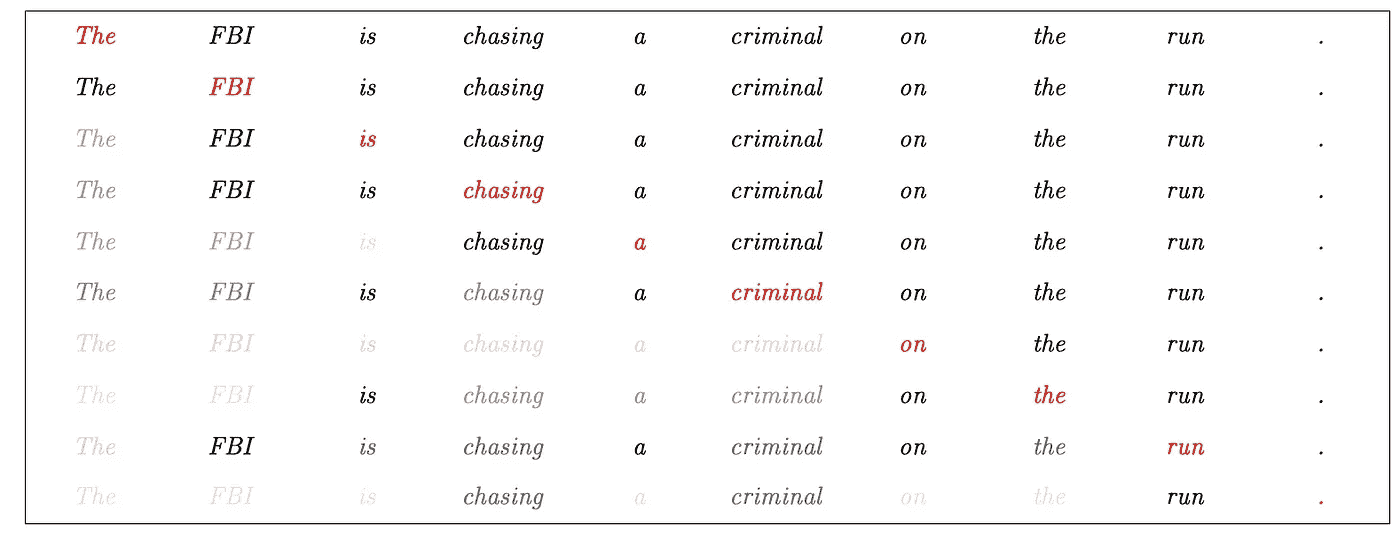 The FBI is chasing a criminal on the run .
The FBI is chasing a criminal on the run .
The FBI is chasing a criminal on the run .
The FBI is chasing a criminal on the run .
The FBI is chasing a criminal on the run .
The FBI is chasing a criminal on the run .
The FBI is chasing a criminal on the run .
The FBI is chasing a criminal on the run .
The FBI is chasing a criminal on the run .
The FBI is chasing a criminal on the run .